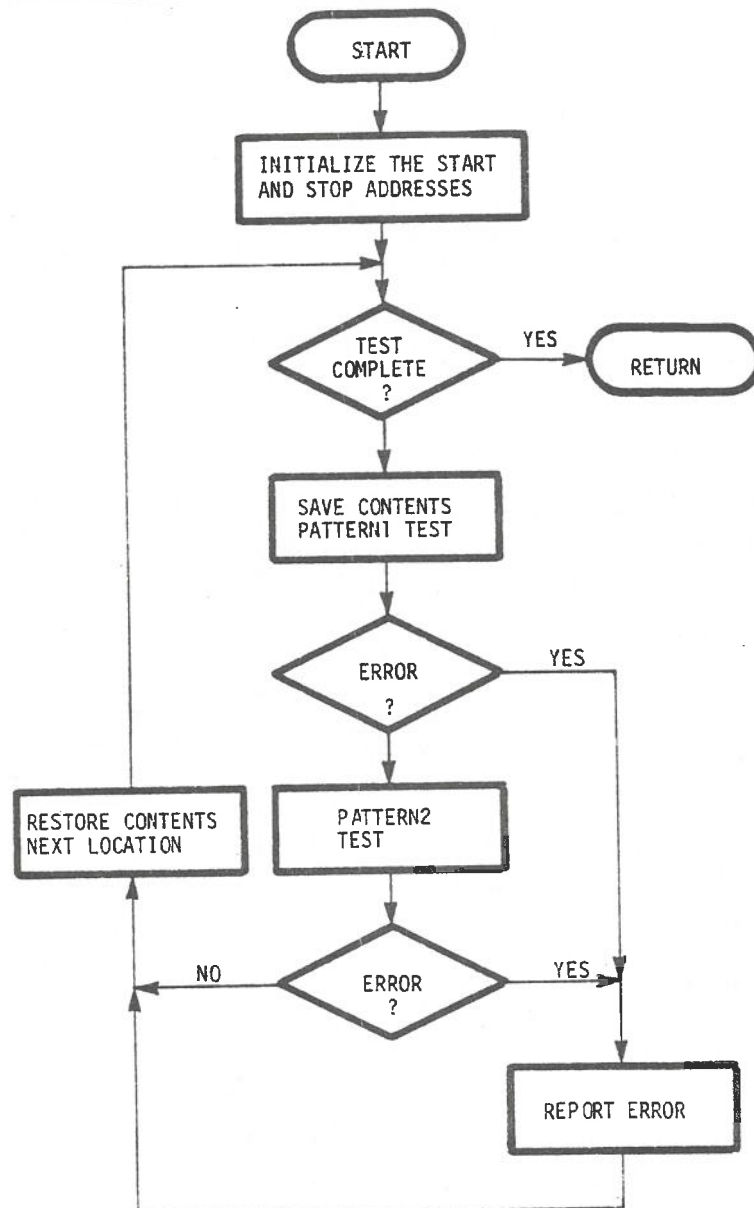 START
INITIALIZE THE START
AND STOP ADDRESSES
TEST
COMPLETE
?
YES
RETURN
SAVE CONTENTS
PATTERN1 TEST
ERROR
?
YES
PATTERN2
TEST
RESTORE CONTENTS
NEXT LOCATION
ERROR
?
NO
YES
REPORT ERROR